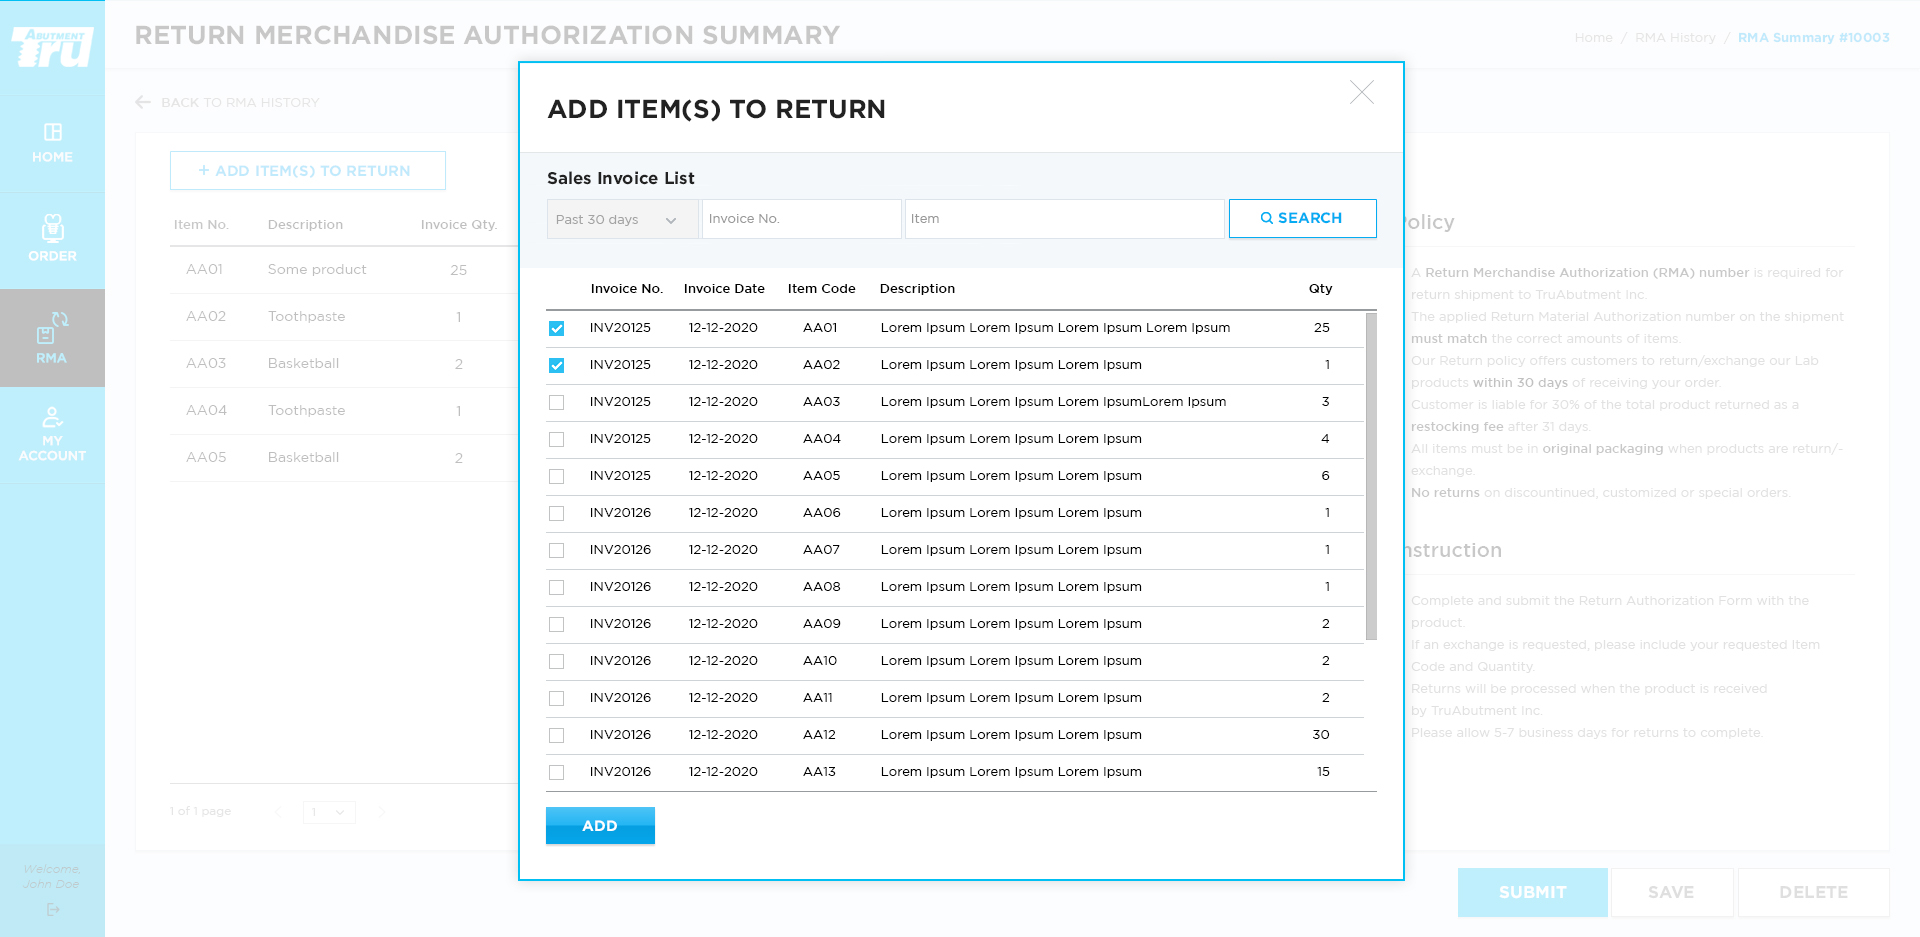 ABUTMENT
Tru
RETURN MERCHANDISE AUTHORIZATION SUMMARY
Home / RMA History / RMA Summary #10003
BACK TO RMA HISTORY
HOME
ORDER
RMA
MY
ACCOUNT
Welcome,
John Doe
+ ADD ITEM(S) TO RETURN
Item No. Description Invoice Qty.
AA01 Some product 25
AA02 Toothpaste 1
AA03 Basketball 2
AA04 Toothpaste 1
AA05 Basketball 2
1 of 1 page 1
ADD ITEM(S) TO RETURN
Sales Invoice List
Past 30 days Invoice No. Item SEARCH
Invoice No. Invoice Date Item Code Description Qty
INV20125 12-12-2020 AA01 Lorem Ipsum Lorem Ipsum Lorem Ipsum Lorem Ipsum 25
INV20125 12-12-2020 AA02 Lorem Ipsum Lorem Ipsum Lorem Ipsum 1
INV20125 12-12-2020 AA03 Lorem Ipsum Lorem Ipsum Lorem IpsumLorem Ipsum 3
INV20125 12-12-2020 AA04 Lorem Ipsum Lorem Ipsum Lorem Ipsum 4
INV20125 12-12-2020 AA05 Lorem Ipsum Lorem Ipsum Lorem Ipsum 6
INV20126 12-12-2020 AA06 Lorem Ipsum Lorem Ipsum Lorem Ipsum 1
INV20126 12-12-2020 AA07 Lorem Ipsum Lorem Ipsum Lorem Ipsum 1
INV20126 12-12-2020 AA08 Lorem Ipsum Lorem Ipsum Lorem Ipsum 1
INV20126 12-12-2020 AA09 Lorem Ipsum Lorem Ipsum Lorem Ipsum 2
INV20126 12-12-2020 AA10 Lorem Ipsum Lorem Ipsum Lorem Ipsum 2
INV20126 12-12-2020 AA11 Lorem Ipsum Lorem Ipsum Lorem Ipsum 2
INV20126 12-12-2020 AA12 Lorem Ipsum Lorem Ipsum Lorem Ipsum 30
INV20126 12-12-2020 AA13 Lorem Ipsum Lorem Ipsum Lorem Ipsum 15
ADD
olicy
A Return Merchandise Authorization (RMA) number is required for
return shipment to TruAbutment Inc.
The applied Return Material Authorization number on the shipment
must match the correct amounts of items.
Our Return policy offers customers to return/exchange our Lab
products within 30 days of receiving your order.
Customer is liable for 30% of the total product returned as a
restocking fee after 31 days.
All items must be in original packaging when products are return/-
exchange.
No returns on discountinued, customized or special orders.
nstruction
Complete and submit the Return Authorization Form with the
product.
If an exchange is requested, please include your requested Item
Code and Quantity.
Returns will be processed when the product is received
by TruAbutment Inc.
Please allow 5-7 business days for returns to complete.
SUBMIT SAVE DELETE